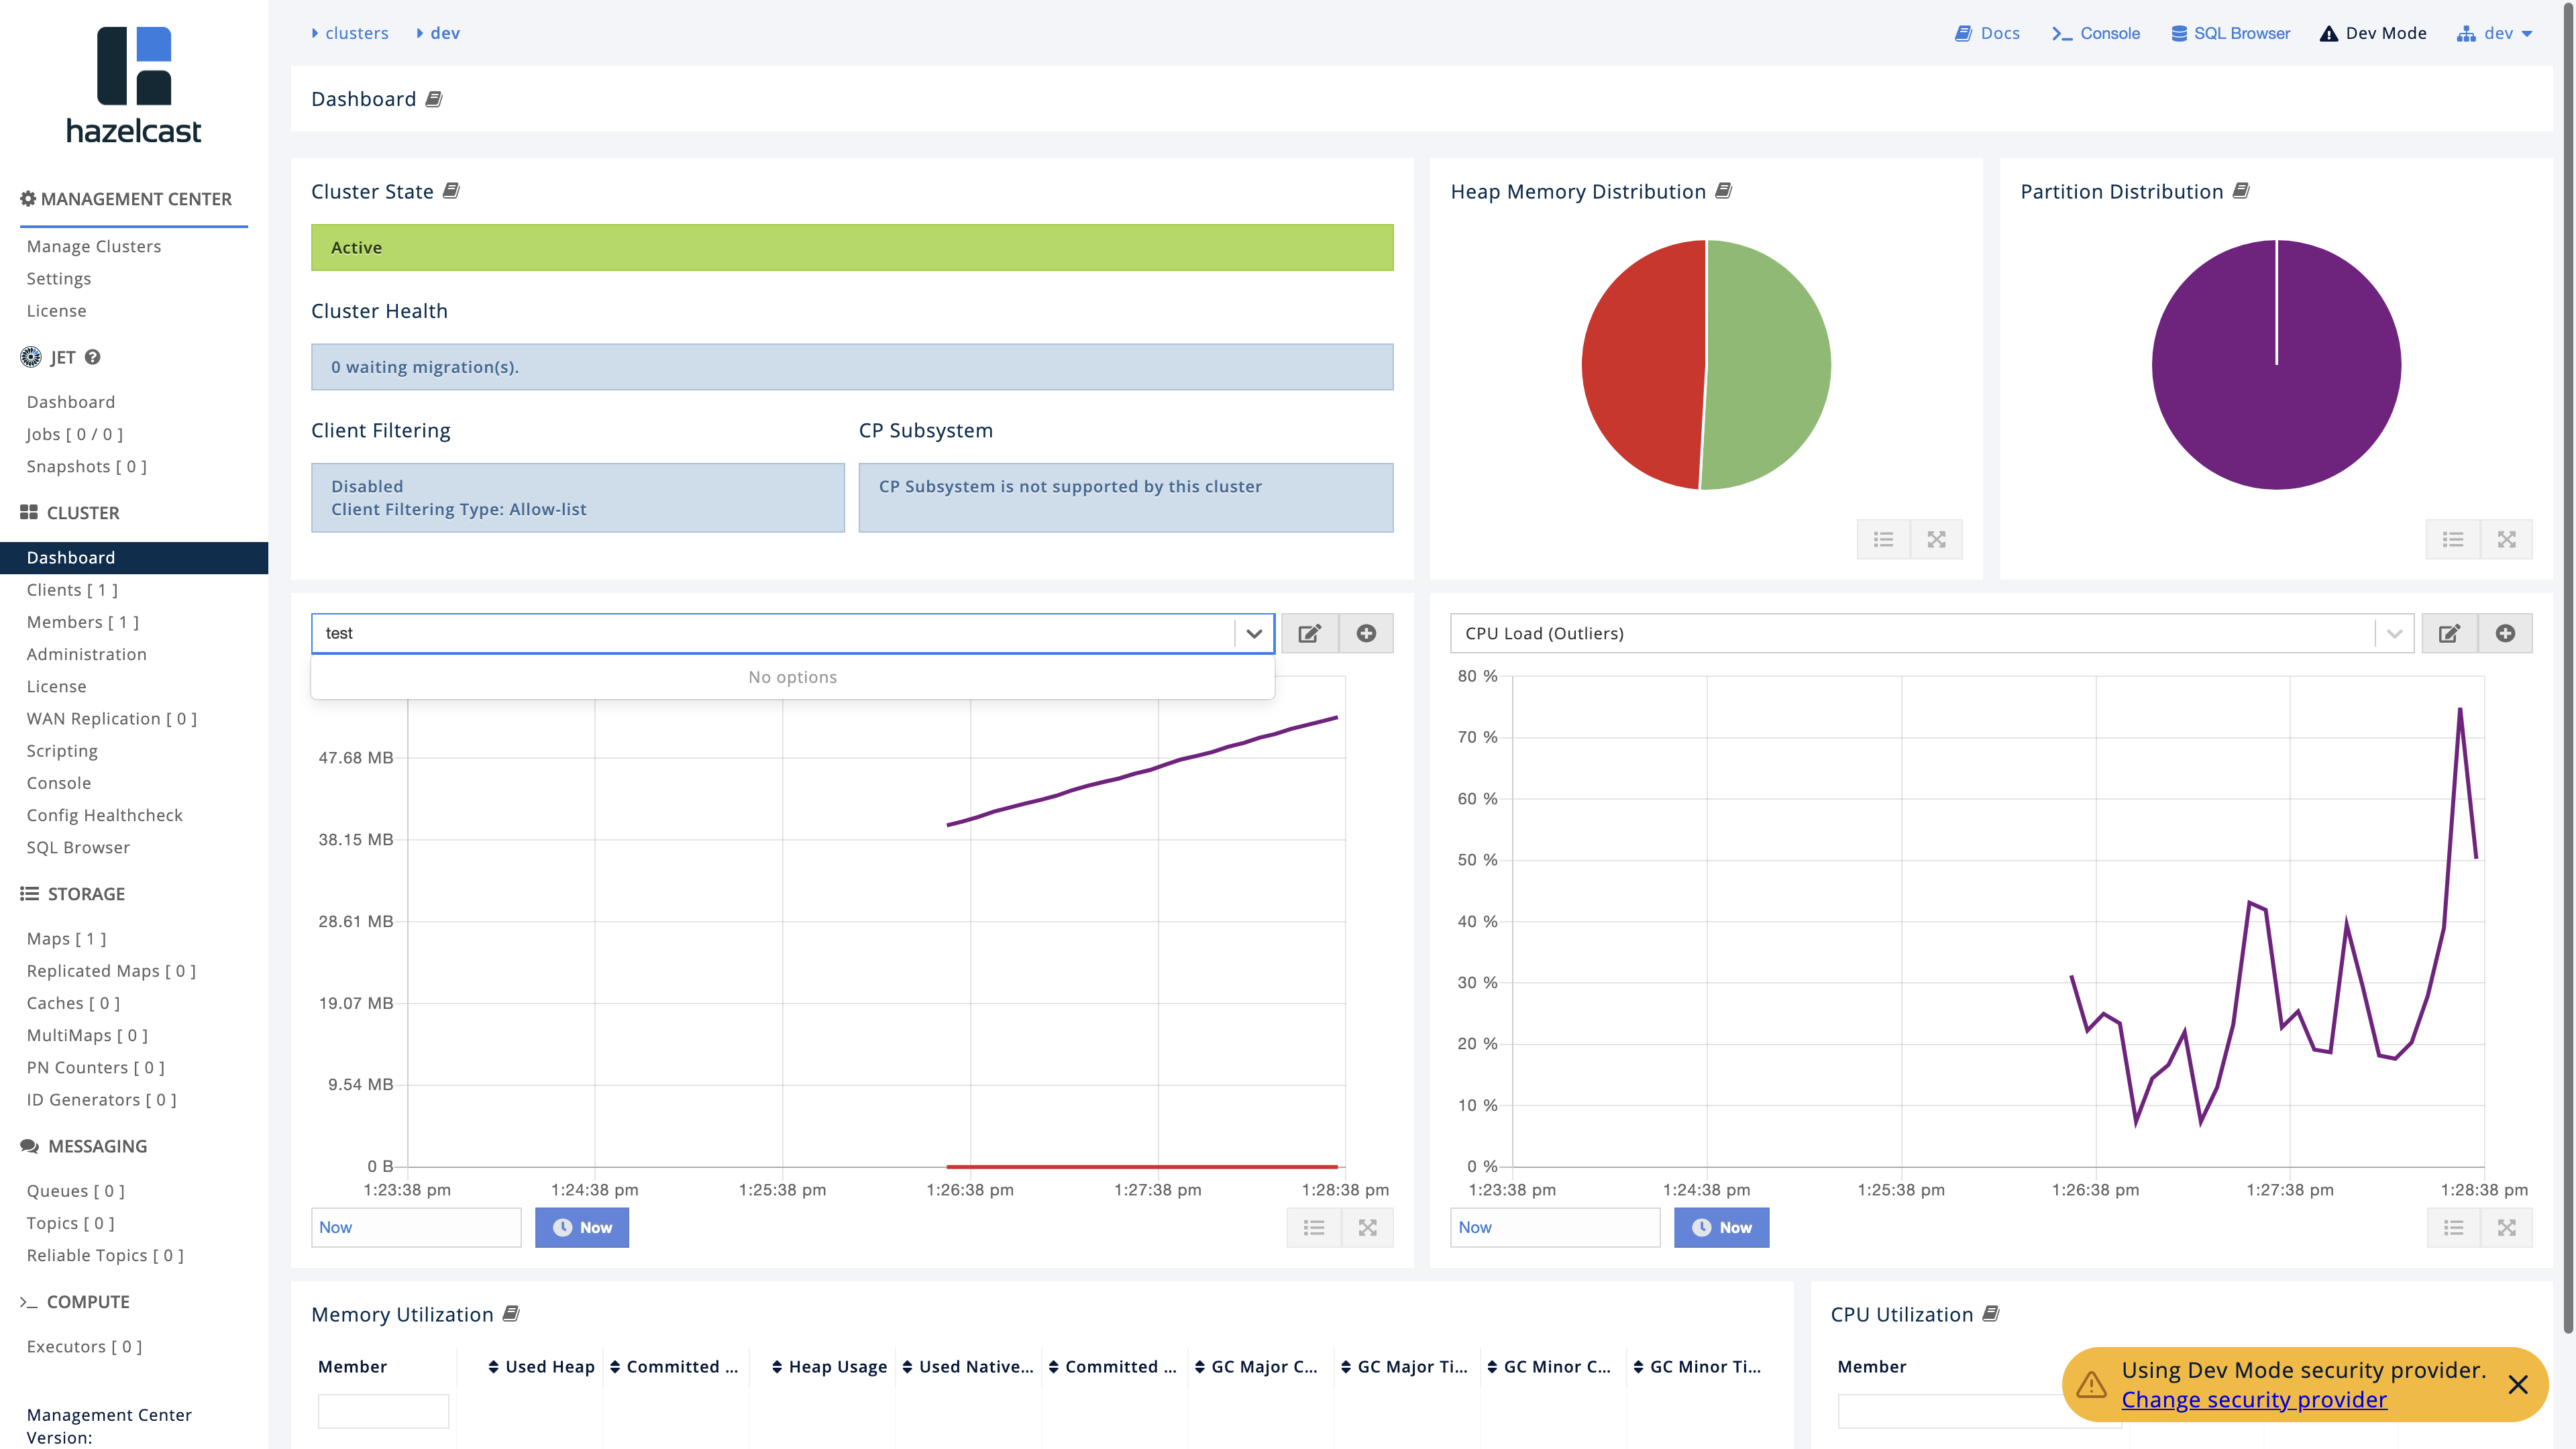 hazelcast
MANAGEMENT CENTER
Manage Clusters
Settings
License
JET
Dashboard
Jobs [ 0 / 0 ]
Snapshots [ 0 ]
CLUSTER
Dashboard
Clients [ 1 ]
Members [ 1 ]
Administration
License
WAN Replication [ 0 ]
Scripting
Console
Config Healthcheck
SQL Browser
STORAGE
Maps [ 1 ]
Replicated Maps [ 0 ]
Caches [ 0 ]
MultiMaps [ 0 ]
PN Counters [ 0 ]
ID Generators [ 0 ]
MESSAGING
Queues [ 0 ]
Topics [ 0 ]
Reliable Topics [ 0 ]
COMPUTE
Executors [ 0 ]
Management Center
Version:
clusters dev
Docs Console SQL Browser Dev Mode dev
Dashboard
Cluster State
Active
Cluster Health
0 waiting migration(s).
Client Filtering
Disabled
Client Filtering Type: Allow-list
CP Subsystem
CP Subsystem is not supported by this cluster
Heap Memory Distribution
Partition Distribution
test
No options
47.68 MB
38.15 MB
28.61 MB
19.07 MB
9.54 MB
0 B
1:23:38 pm 1:24:38 pm 1:25:38 pm 1:26:38 pm 1:27:38 pm 1:28:38 pm
Now Now
CPU Load (Outliers)
80 %
70 %
60 %
50 %
40 %
30 %
20 %
10 %
0 %
1:23:38 pm 1:24:38 pm 1:25:38 pm 1:26:38 pm 1:27:38 pm 1:28:38 pm
Now Now
Memory Utilization
Member Used Heap Committed ... Heap Usage Used Native... Committed ... GC Major C... GC Major Ti... GC Minor C... GC Minor Ti...
CPU Utilization
Member
Using Dev Mode security provider.
Change security provider